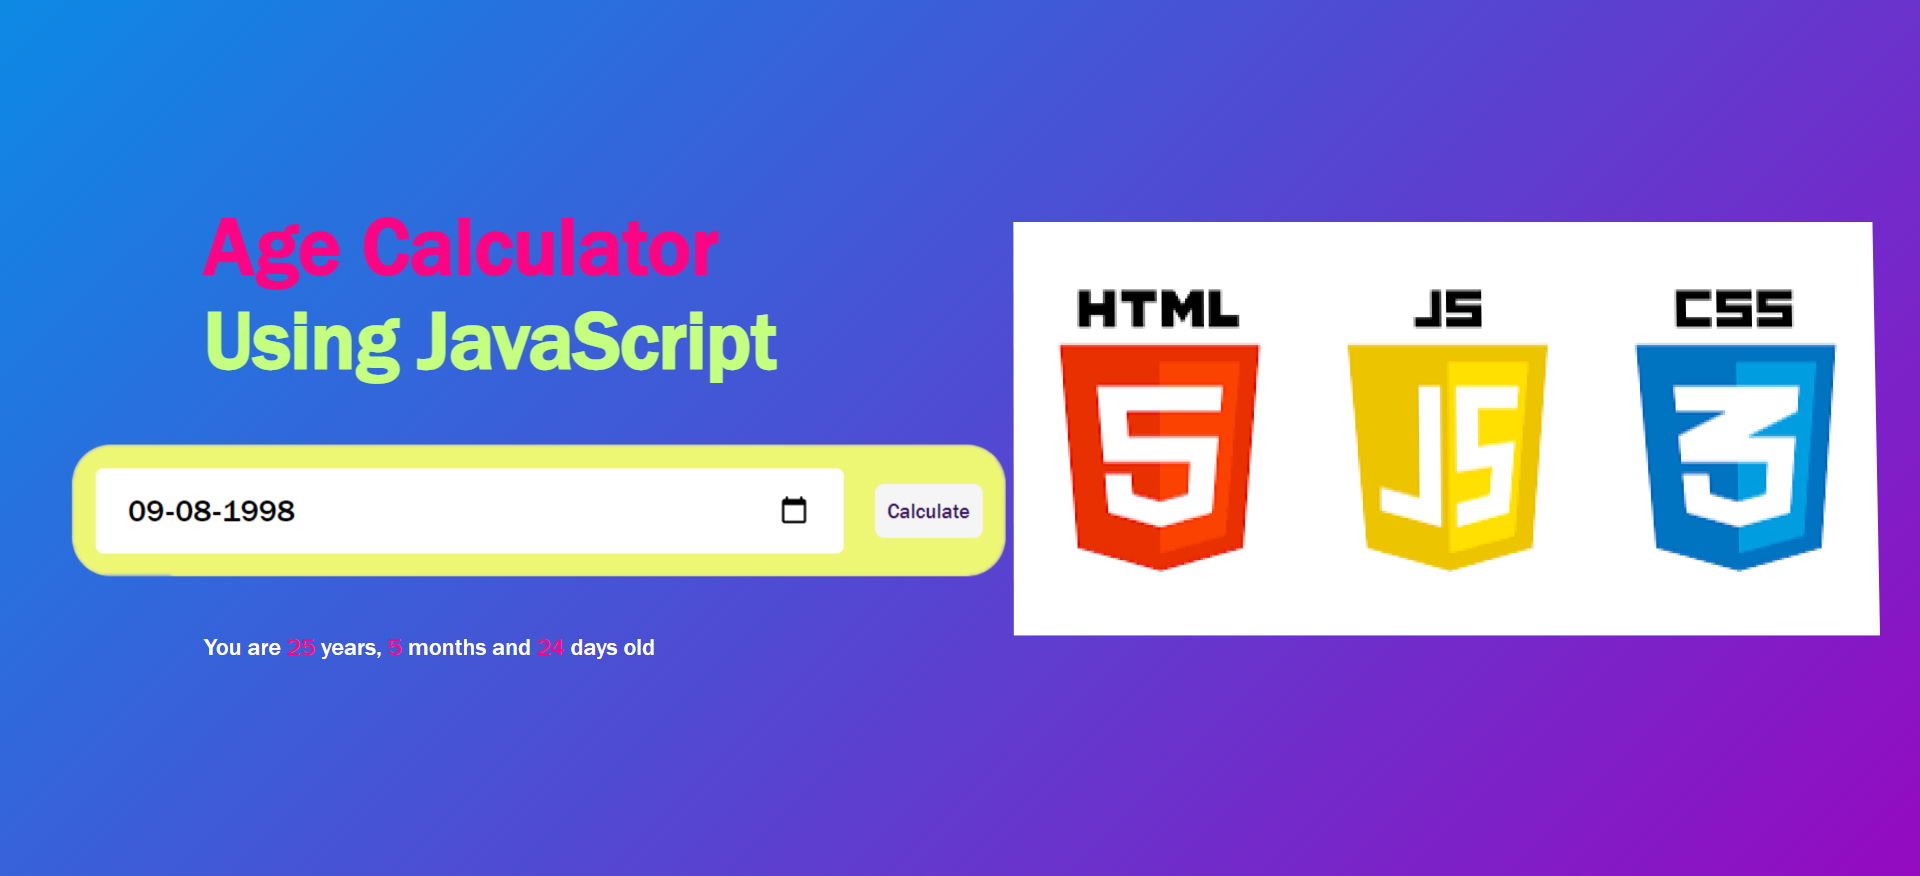 Age Calculator
Using JavaScript
09-08-1998
Calculate
You are 25 years, 5 months and 24 days old
HTML JS CSS
5 JS 3